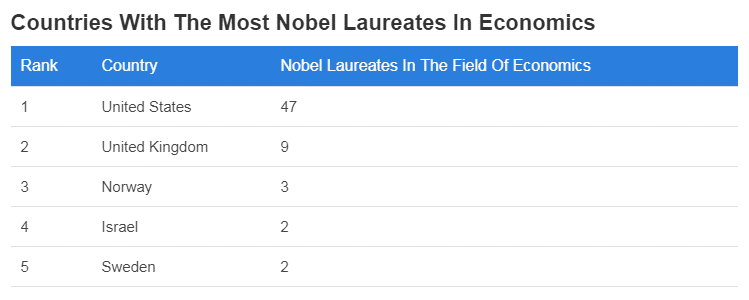 Countries With The Most Nobel Laureates In Economics
Rank Country Nobel Laureates In The Field Of Economics
1 United States 47
2 United Kingdom 9
3 Norway 3
4 Israel 2
5 Sweden 2